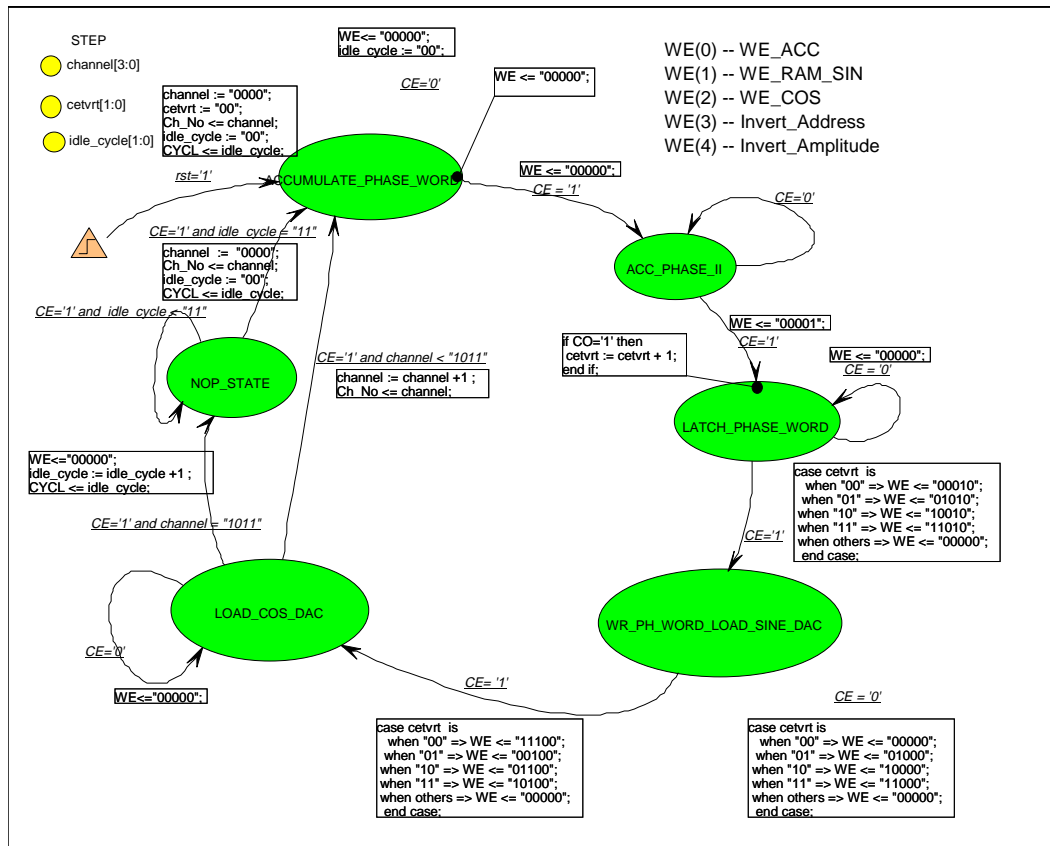 STEP
channel[3:0]
cetvrt[1:0]
idle_cycle[1:0]
WE<= "00000";
idle_cycle := "00";
CE='0'
WE <= "00000";
WE(0) -- WE_ACC
WE(1) -- WE_RAM_SIN
WE(2) -- WE_COS
WE(3) -- Invert_Address
WE(4) -- Invert_Amplitude
channel := "0000";
cetvrt := "00";
Ch_No <= channel;
idle_cycle := "00";
CYCL <= idle_cycle;
rst='1'
ACCUMULATE_PHASE_WORD
WE <= "00000";
CE = '1'
CE='0'
ACC_PHASE_II
CE='1' and idle_cycle = "11"
channel := "0000";
Ch_No <= channel;
idle_cycle := "00";
CYCL <= idle_cycle;
CE='1' and idle_cycle < "11"
NOP_STATE
WE <= "00001";
CE='1'
if CO='1' then
cetvrt := cetvrt + 1;
end if;
WE <= "00000";
CE = '0'
LATCH_PHASE_WORD
CE='1' and channel < "1011"
channel := channel +1 ;
Ch_No <= channel;
WE<="00000";
idle_cycle := idle_cycle +1 ;
CYCL <= idle_cycle;
CE='1' and channel = "1011"
case cetvrt is
when "00" => WE <= "00010";
when "01" => WE <= "01010";
when "10" => WE <= "10010";
when "11" => WE <= "11010";
when others => WE <= "00000";
end case;
CE='1'
LOAD_COS_DAC
WR_PH_WORD_LOAD_SINE_DAC
CE='0'
WE<="00000";
CE= '1'
CE = '0'
case cetvrt is
when "00" => WE <= "11100";
when "01" => WE <= "00100";
when "10" => WE <= "01100";
when "11" => WE <= "10100";
when others => WE <= "00000";
end case;
case cetvrt is
when "00" => WE <= "00000";
when "01" => WE <= "01000";
when "10" => WE <= "10000";
when "11" => WE <= "11000";
when others => WE <= "00000";
end case;